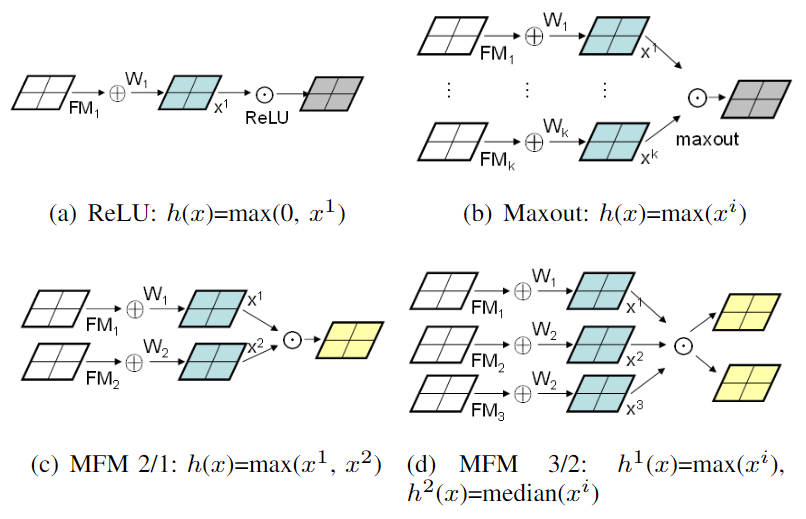 FM₁ W₁ x¹ ReLU
(a) ReLU: h(x)=max(0, x¹)
FM₁ W₁ x¹
⋮ ⋮ ⋮
FMₖ Wₖ xᵏ maxout
(b) Maxout: h(x)=max(xⁱ)
FM₁ W₁ x¹
FM₂ W₂ x²
(c) MFM 2/1: h(x)=max(x¹, x²)
FM₁ W₁ x¹
FM₂ W₂ x²
FM₃ W₂ x³
(d) MFM 3/2: h¹(x)=max(xⁱ),
h²(x)=median(xⁱ)